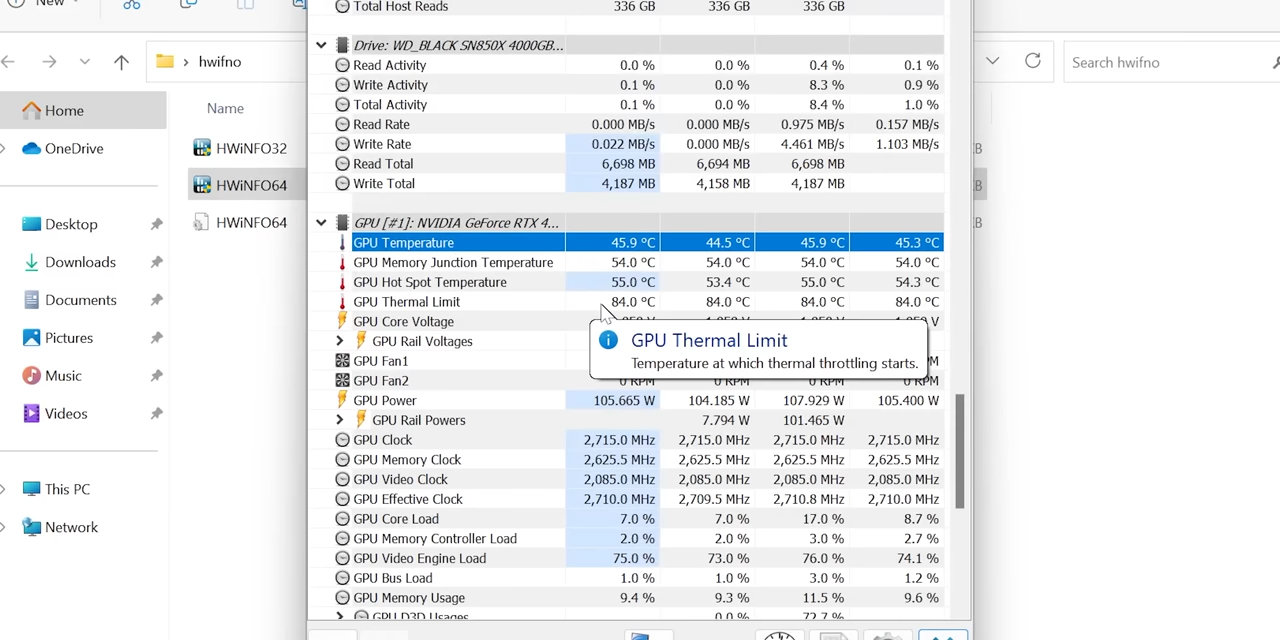 New
Total Host Reads 336 GB 336 GB 336 GB
Drive: WD_BLACK SN850X 4000GB...
hwifno
Search hwifno
Read Activity 0.0 % 0.0 % 0.4 % 0.1 %
Write Activity 0.1 % 0.0 % 8.3 % 0.9 %
Name
Total Activity 0.1 % 0.0 % 8.4 % 1.0 %
Home
Read Rate 0.000 MB/s 0.000 MB/s 0.975 MB/s 0.157 MB/s
OneDrive
HWiNFO32
Write Rate 0.022 MB/s 0.000 MB/s 4.461 MB/s 1.103 MB/s
Read Total 6,698 MB 6,694 MB 6,698 MB
HWiNFO64
Write Total 4,187 MB 4,158 MB 4,187 MB
Desktop
HWiNFO64
GPU [#1]: NVIDIA GeForce RTX 4...
GPU Temperature 45.9 °C 44.5 °C 45.9 °C 45.3 °C
Downloads
GPU Memory Junction Temperature 54.0 °C 54.0 °C 54.0 °C 54.0 °C
GPU Hot Spot Temperature 55.0 °C 53.4 °C 55.0 °C 54.3 °C
Documents
GPU Thermal Limit 84.0 °C 84.0 °C 84.0 °C 84.0 °C
GPU Core Voltage
Pictures
GPU Rail Voltages
GPU Thermal Limit
Temperature at which thermal throttling starts.
GPU Fan1
Music
GPU Fan2 0 RPM 0 RPM 0 RPM
GPU Power 105.665 W 104.185 W 107.929 W 105.400 W
Videos
GPU Rail Powers 7.794 W 101.465 W
GPU Clock 2,715.0 MHz 2,715.0 MHz 2,715.0 MHz 2,715.0 MHz
GPU Memory Clock 2,625.5 MHz 2,625.5 MHz 2,625.5 MHz 2,625.5 MHz
GPU Video Clock 2,085.0 MHz 2,085.0 MHz 2,085.0 MHz 2,085.0 MHz
This PC
GPU Effective Clock 2,710.0 MHz 2,709.5 MHz 2,710.8 MHz 2,710.0 MHz
GPU Core Load 7.0 % 7.0 % 17.0 % 8.7 %
Network
GPU Memory Controller Load 2.0 % 2.0 % 3.0 % 2.7 %
GPU Video Engine Load 75.0 % 73.0 % 76.0 % 74.1 %
GPU Bus Load 1.0 % 1.0 % 3.0 % 1.2 %
GPU Memory Usage 9.4 % 9.3 % 11.5 % 9.6 %
GPU D3D Usages 0.0 % 72.7 %